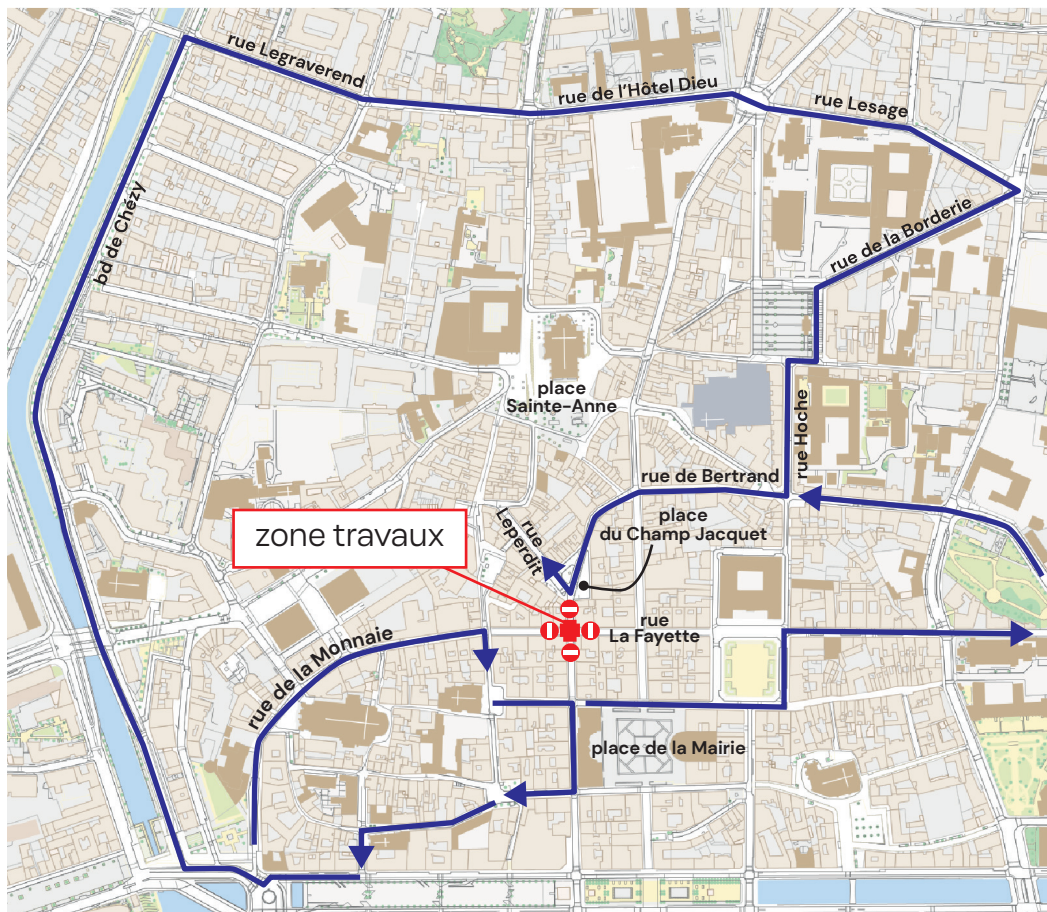 rue Legraverend
rue de l'Hôtel Dieu
rue Lesage
bd de Chézy
rue de la Borderie
place
Sainte-Anne
rue Hoche
rue de Bertrand
zone travaux
rue
Leperdit
place
du Champ Jacquet
rue
La Fayette
rue de la Monnaie
place de la Mairie